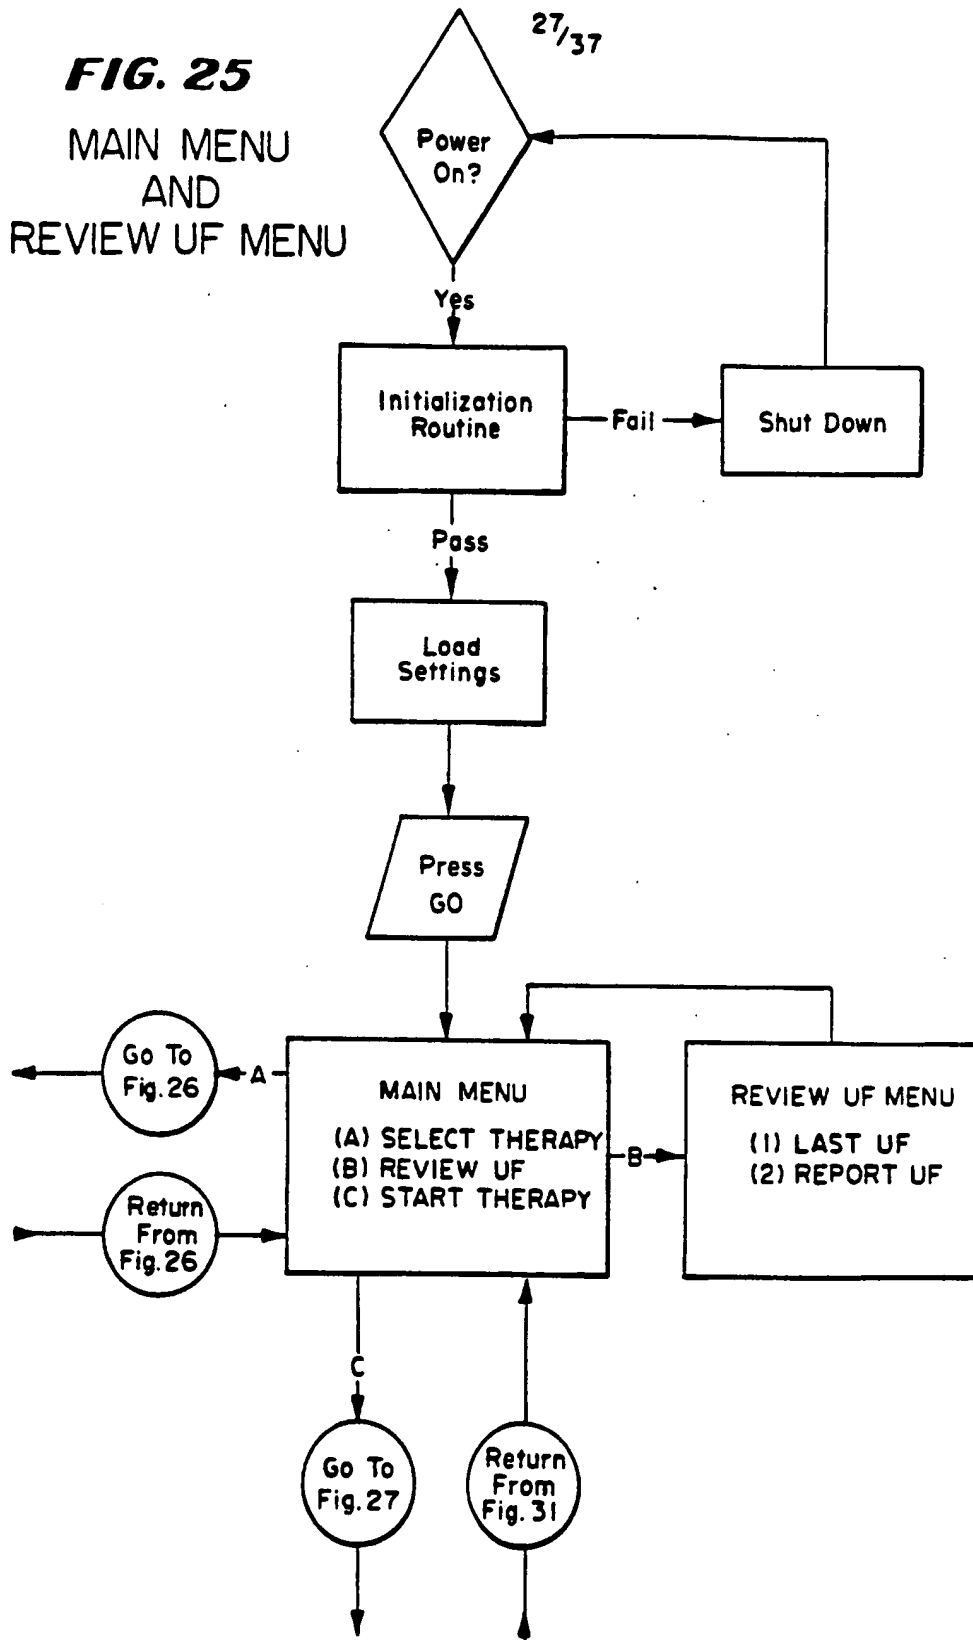 27/37
FIG. 25
MAIN MENU
AND
REVIEW UF MENU
Power
On?
Yes
Initialization
Routine
Fail
Shut Down
Pass
Load
Settings
Press
GO
Go To
Fig. 26
A
MAIN MENU
(A) SELECT THERAPY
(B) REVIEW UF
(C) START THERAPY
B
REVIEW UF MENU
(1) LAST UF
(2) REPORT UF
Return
From
Fig. 26
C
Go To
Fig. 27
Return
From
Fig. 31